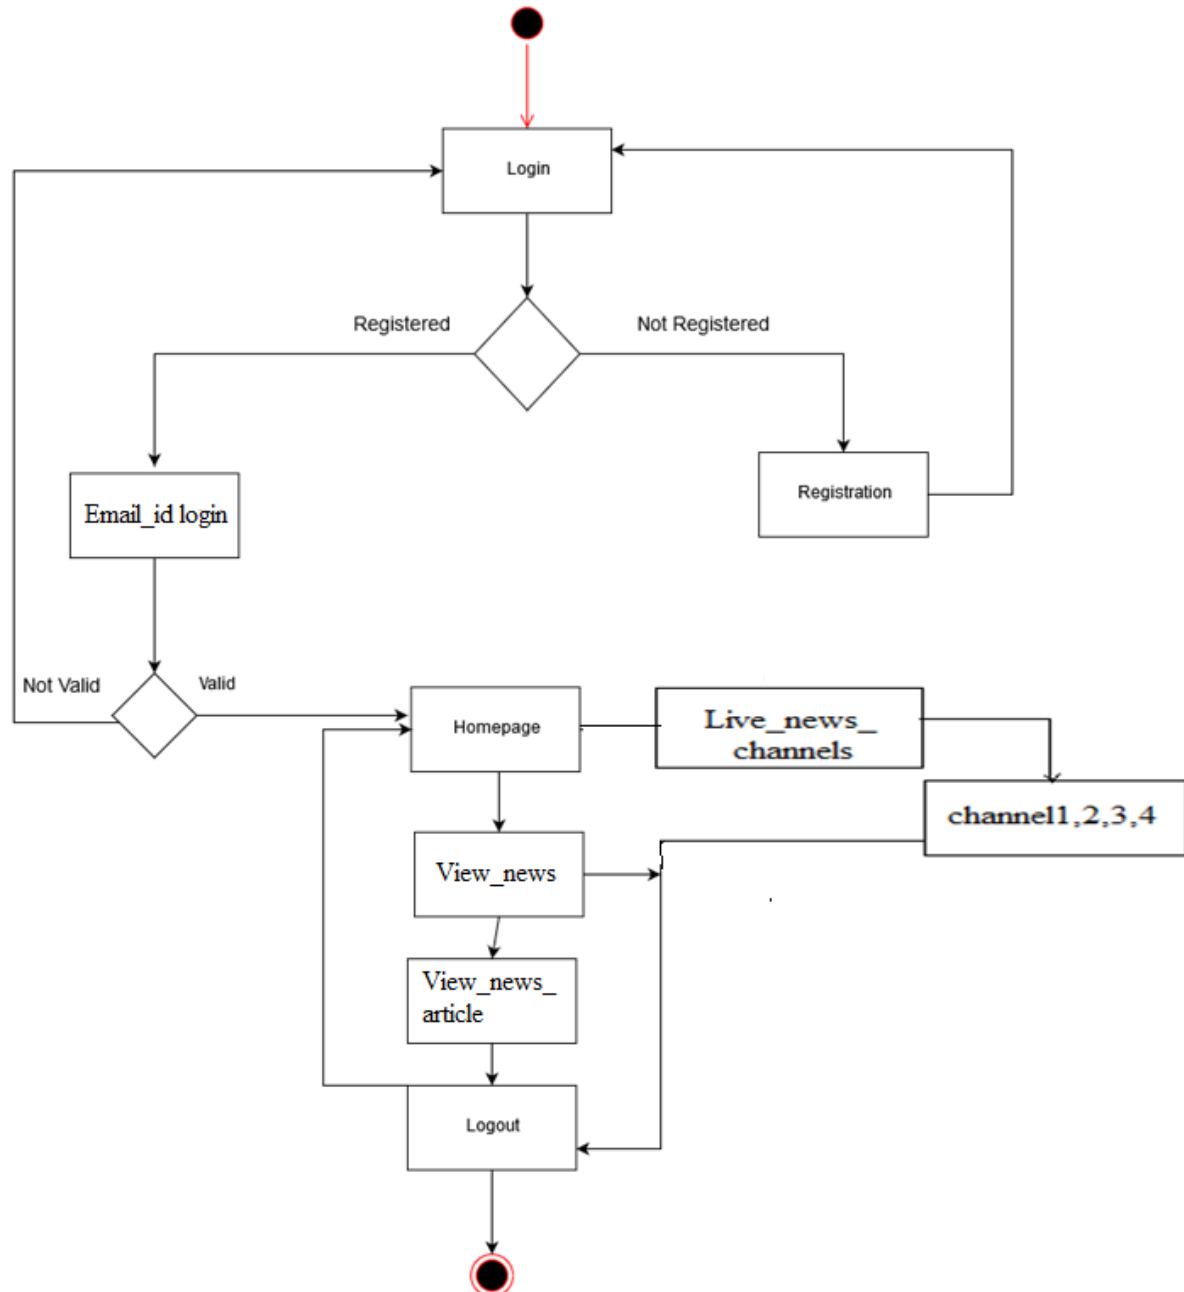 Login
Registered
Not Registered
Email_id login
Registration
Not Valid
Valid
Homepage
Live_news_
channels
channel1,2,3,4
View_news
View_news_
article
Logout